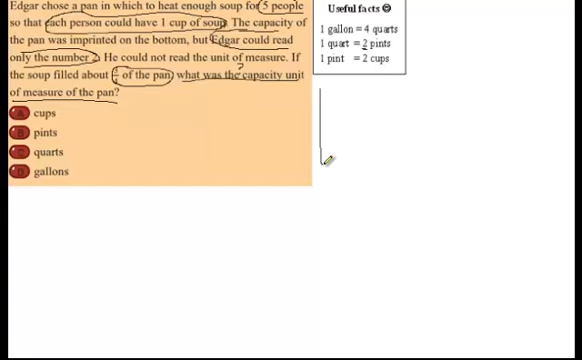 Edgar chose a pan in which to heat enough soup for 5 people
so that each person could have 1 cup of soup. The capacity of
the pan was imprinted on the bottom, but Edgar could read
only the number 2. He could not read the unit of measure. If
the soup filled about of the pan, what was the capacity unit
of measure of the pan?
A cups
B pints
C quarts
D gallons
Useful facts ☺
1 gallon = 4 quarts
1 quart = 2 pints
1 pint = 2 cups
?